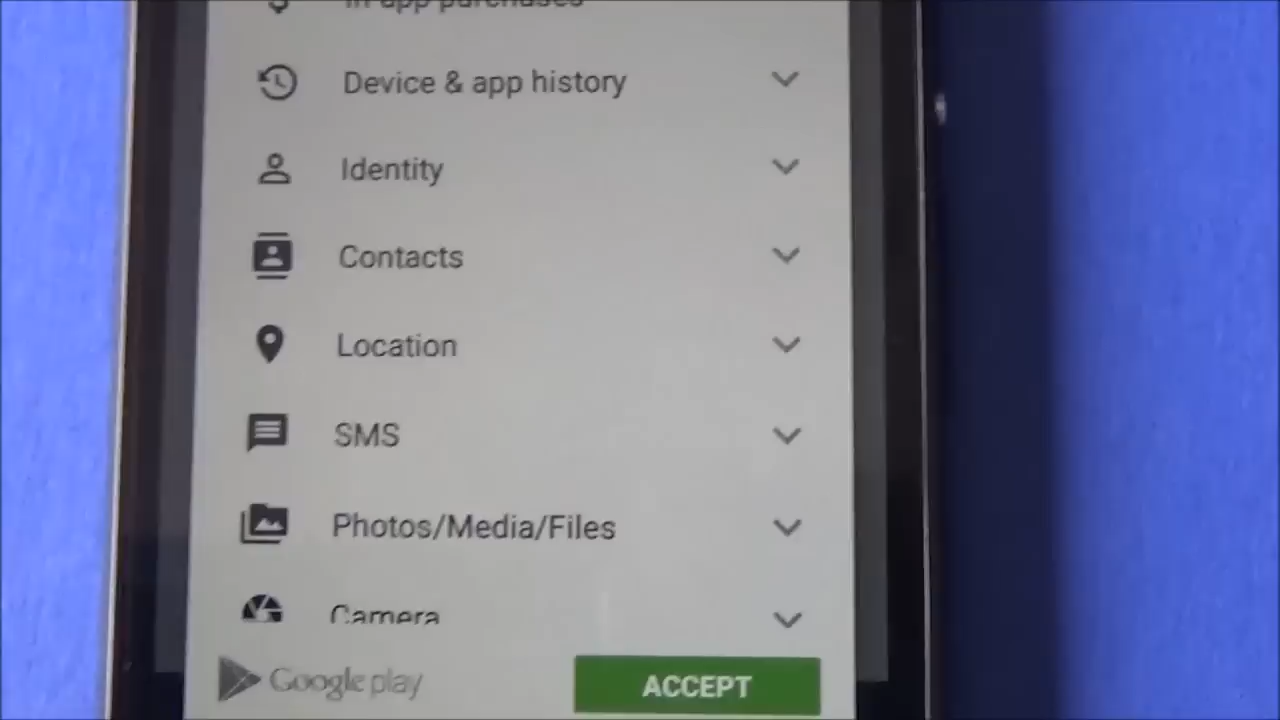 In-app purchases
Device & app history
Identity
Contacts
Location
SMS
Photos/Media/Files
Camera
Google play
ACCEPT